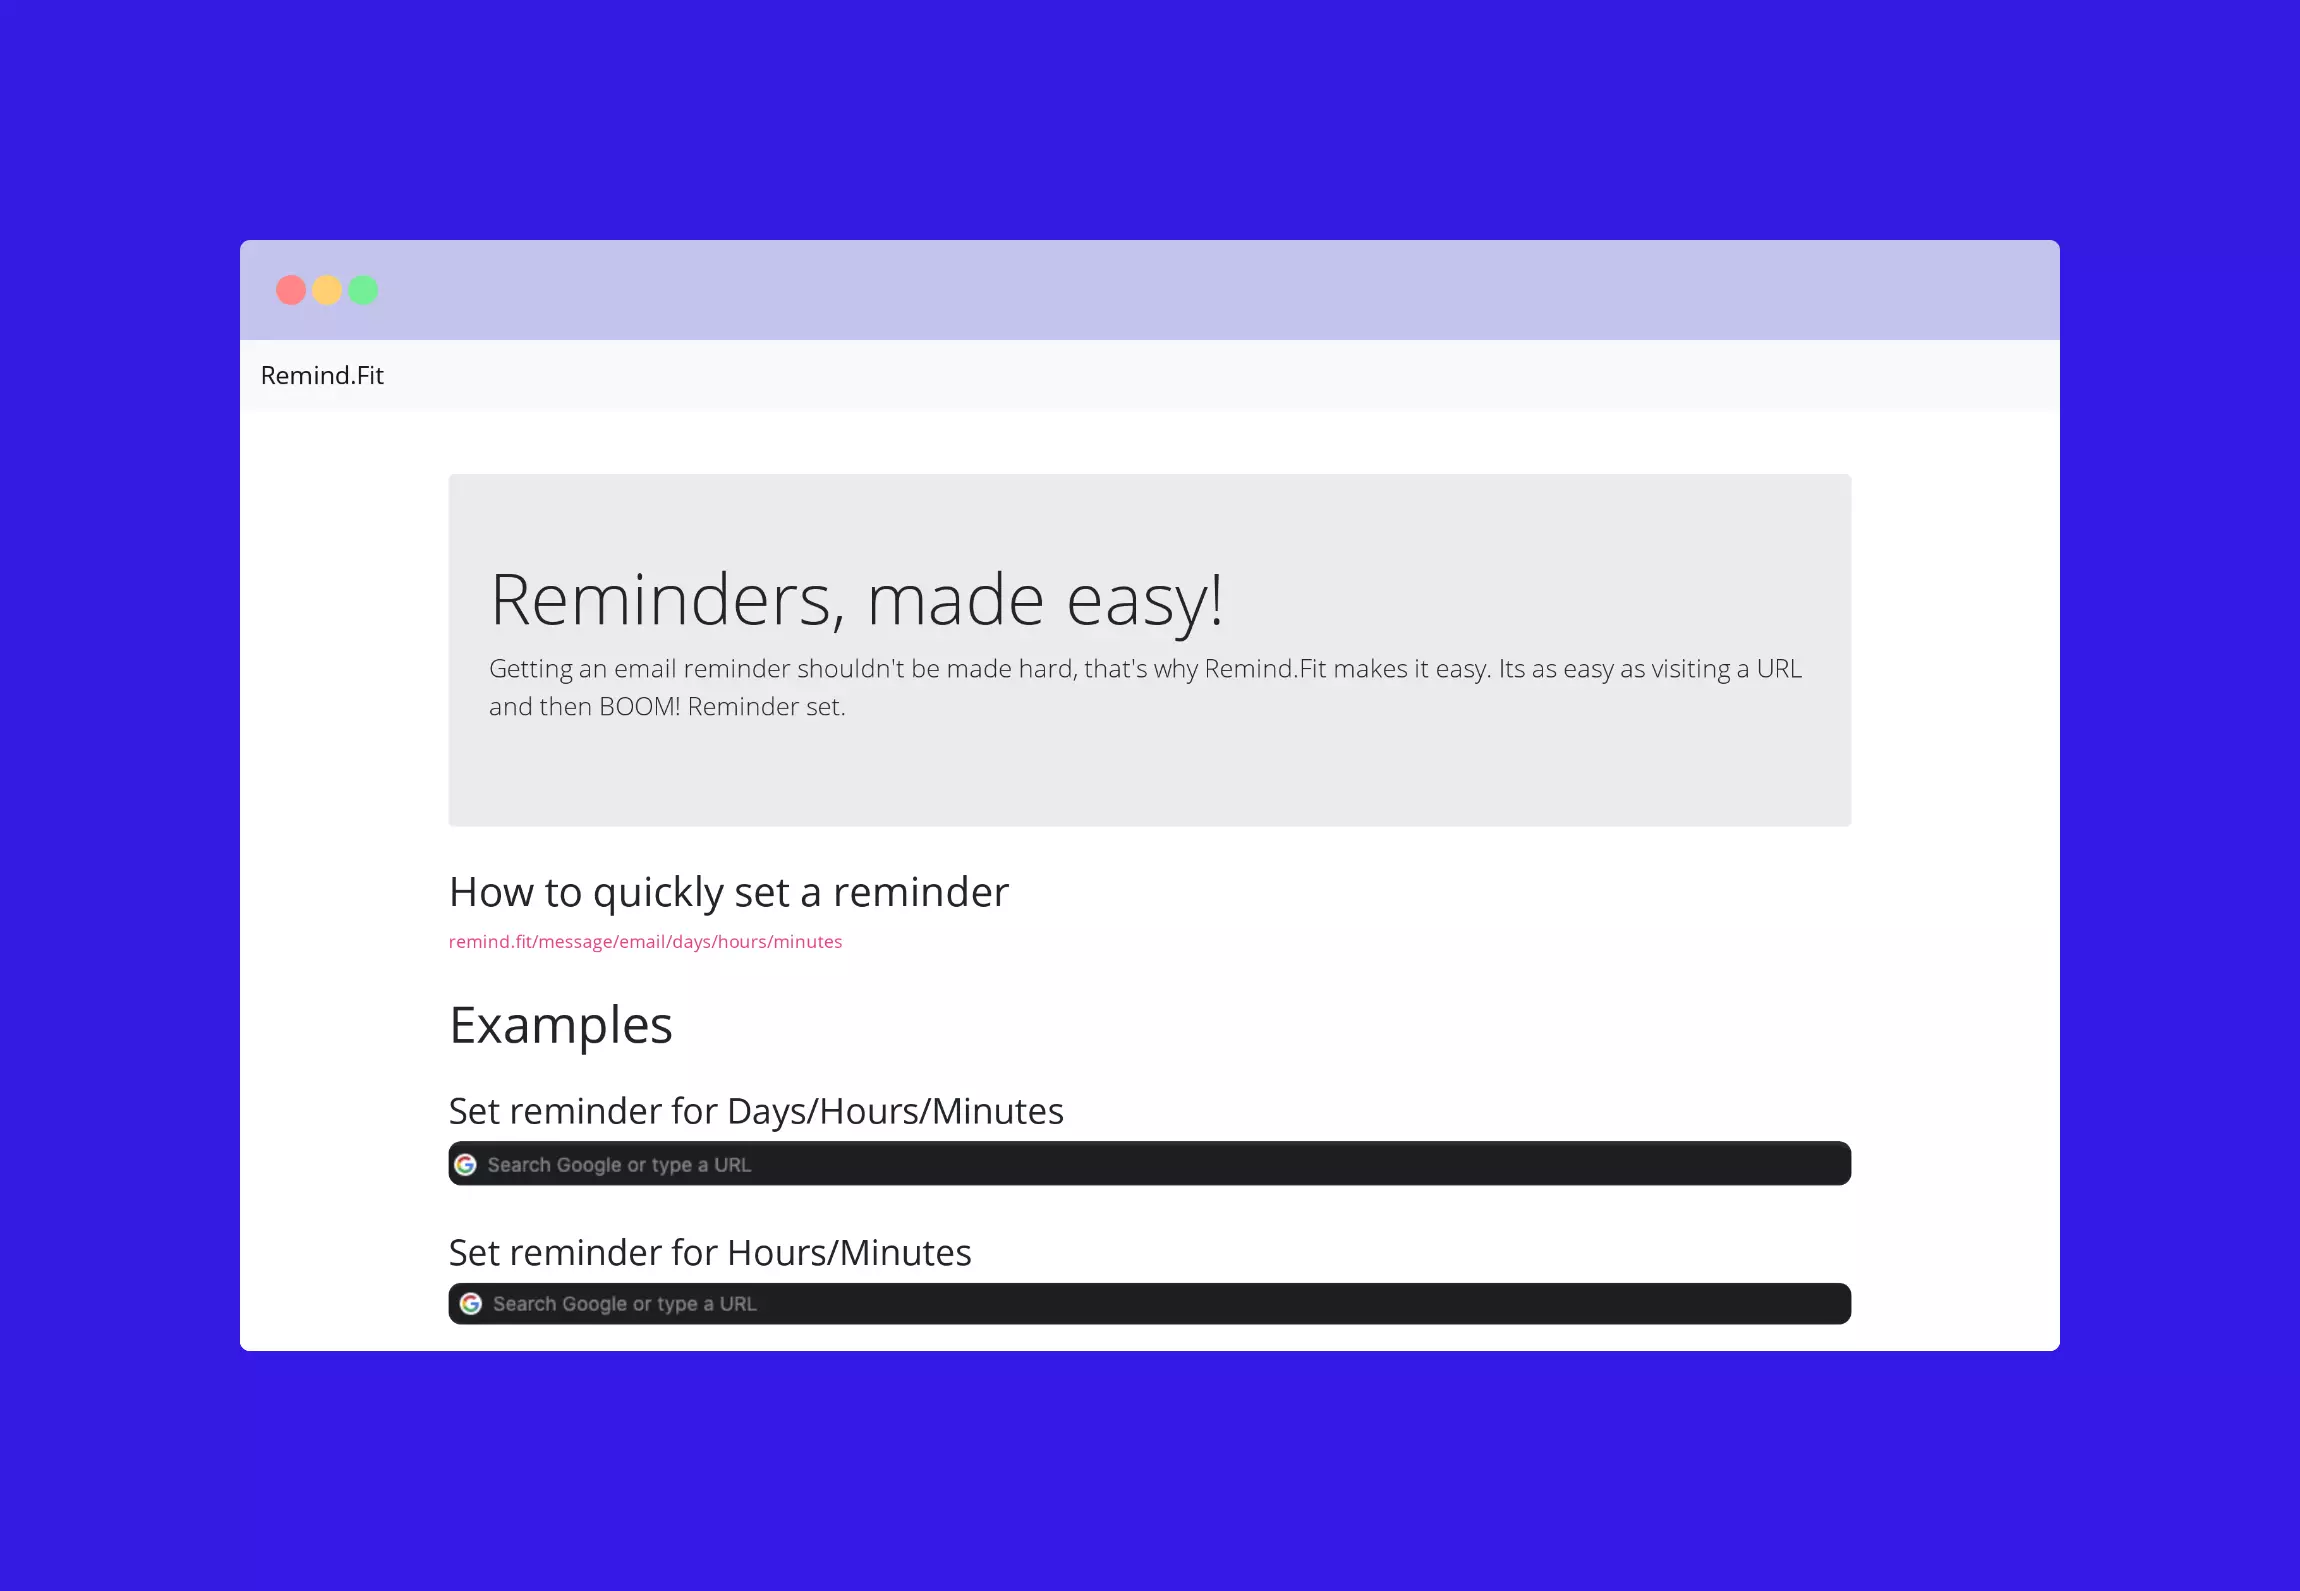 Remind.Fit
Reminders, made easy!
Getting an email reminder shouldn't be made hard, that's why Remind.Fit makes it easy. Its as easy as visiting a URL
and then BOOM! Reminder set.
How to quickly set a reminder
remind.fit/message/email/days/hours/minutes
Examples
Set reminder for Days/Hours/Minutes
Search Google or type a URL
Set reminder for Hours/Minutes
Search Google or type a URL